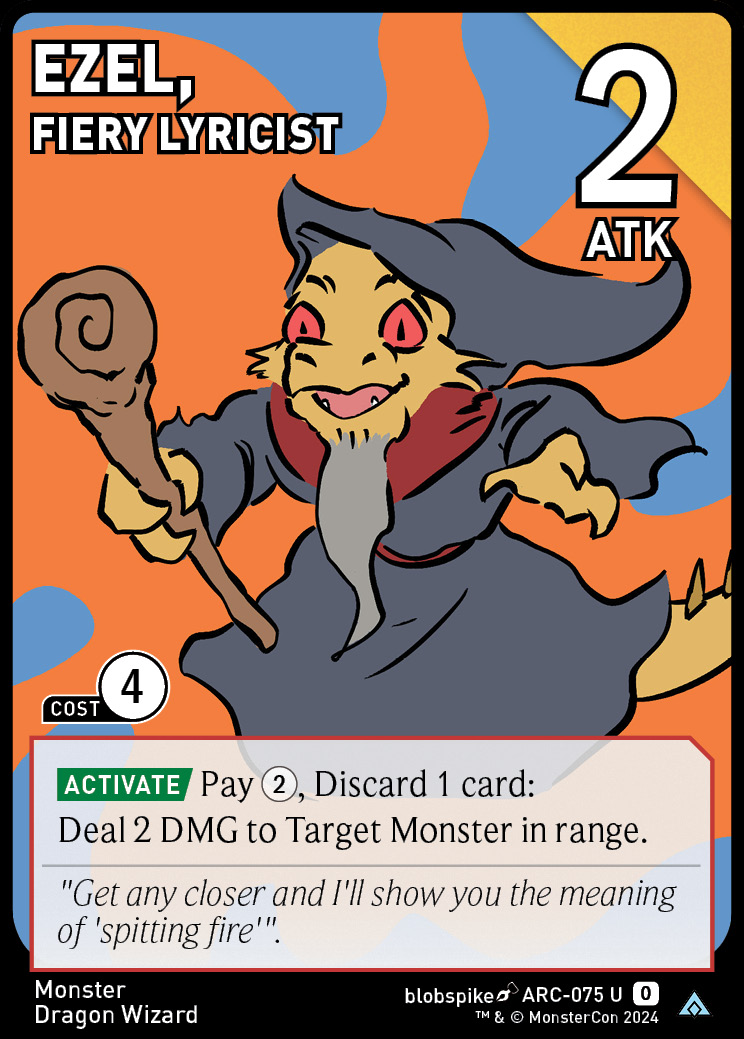 EZEL,
FIERY LYRICIST
2
ATK
COST 4
ACTIVATE Pay 2, Discard 1 card:
Deal 2 DMG to Target Monster in range.
"Get any closer and I'll show you the meaning
of 'spitting fire'".
Monster
Dragon Wizard
blobspike ARC-075 U 0
™ & © MonsterCon 2024